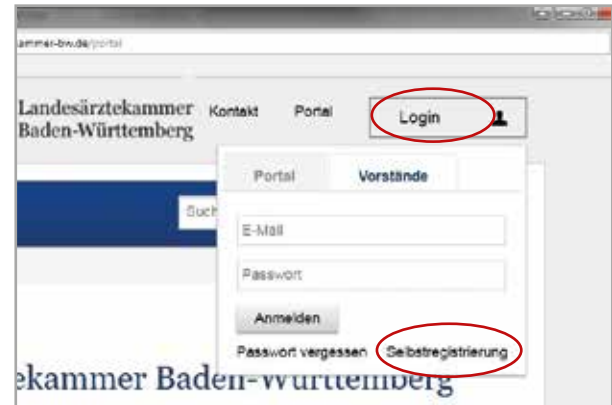 ammer-bw.de/portal
Landesärztekammer
Baden-Württemberg
Kontakt
Portal
Login
Portal
Vorstände
Such
E-Mail
Passwort
Anmelden
Passwort vergessen
Selbstregistrierung
ekammer Baden-Württemberg